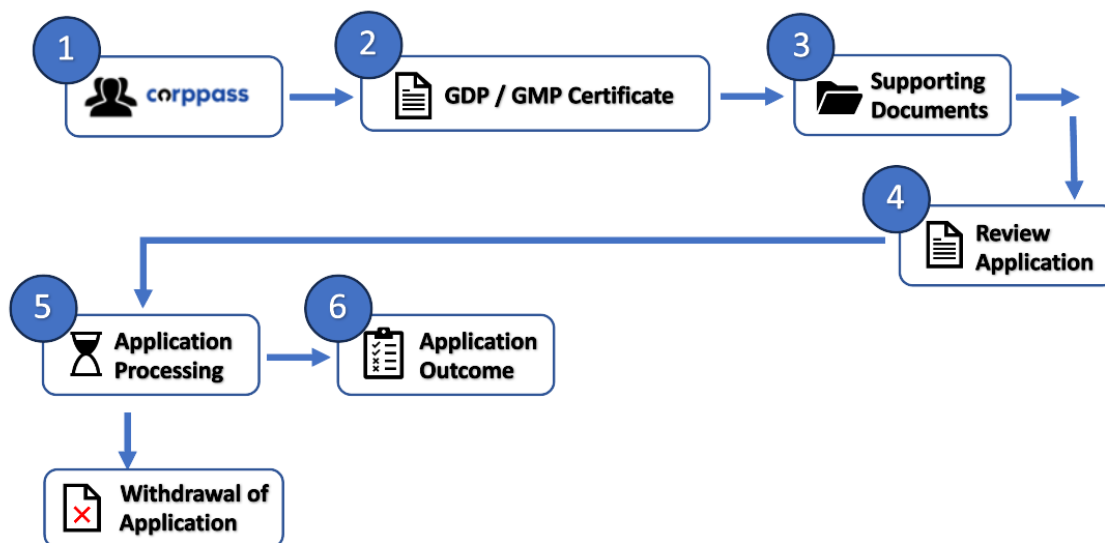 1
corppass
2
GDP / GMP Certificate
3
Supporting
Documents
4
Review
Application
5
Application
Processing
6
Application
Outcome
Withdrawal of
Application